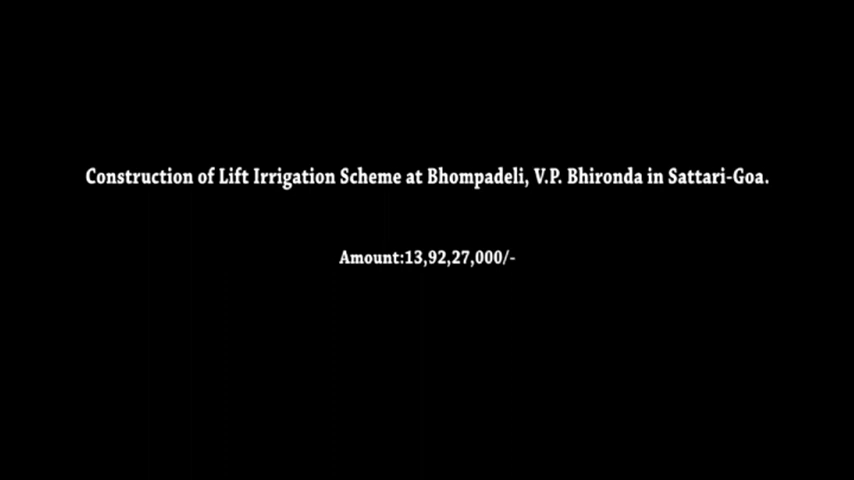 Construction of Lift Irrigation Scheme at Bhompadeli, V.P. Bhironda in Sattari-Goa.
Amount:13,92,27,000/-